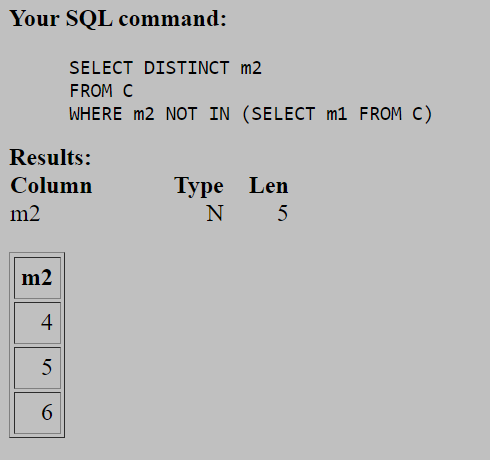 Your SQL command:
SELECT DISTINCT m2
FROM C
WHERE m2 NOT IN (SELECT m1 FROM C)
Results:
Column Type Len
m2 N 5
m2
4
5
6